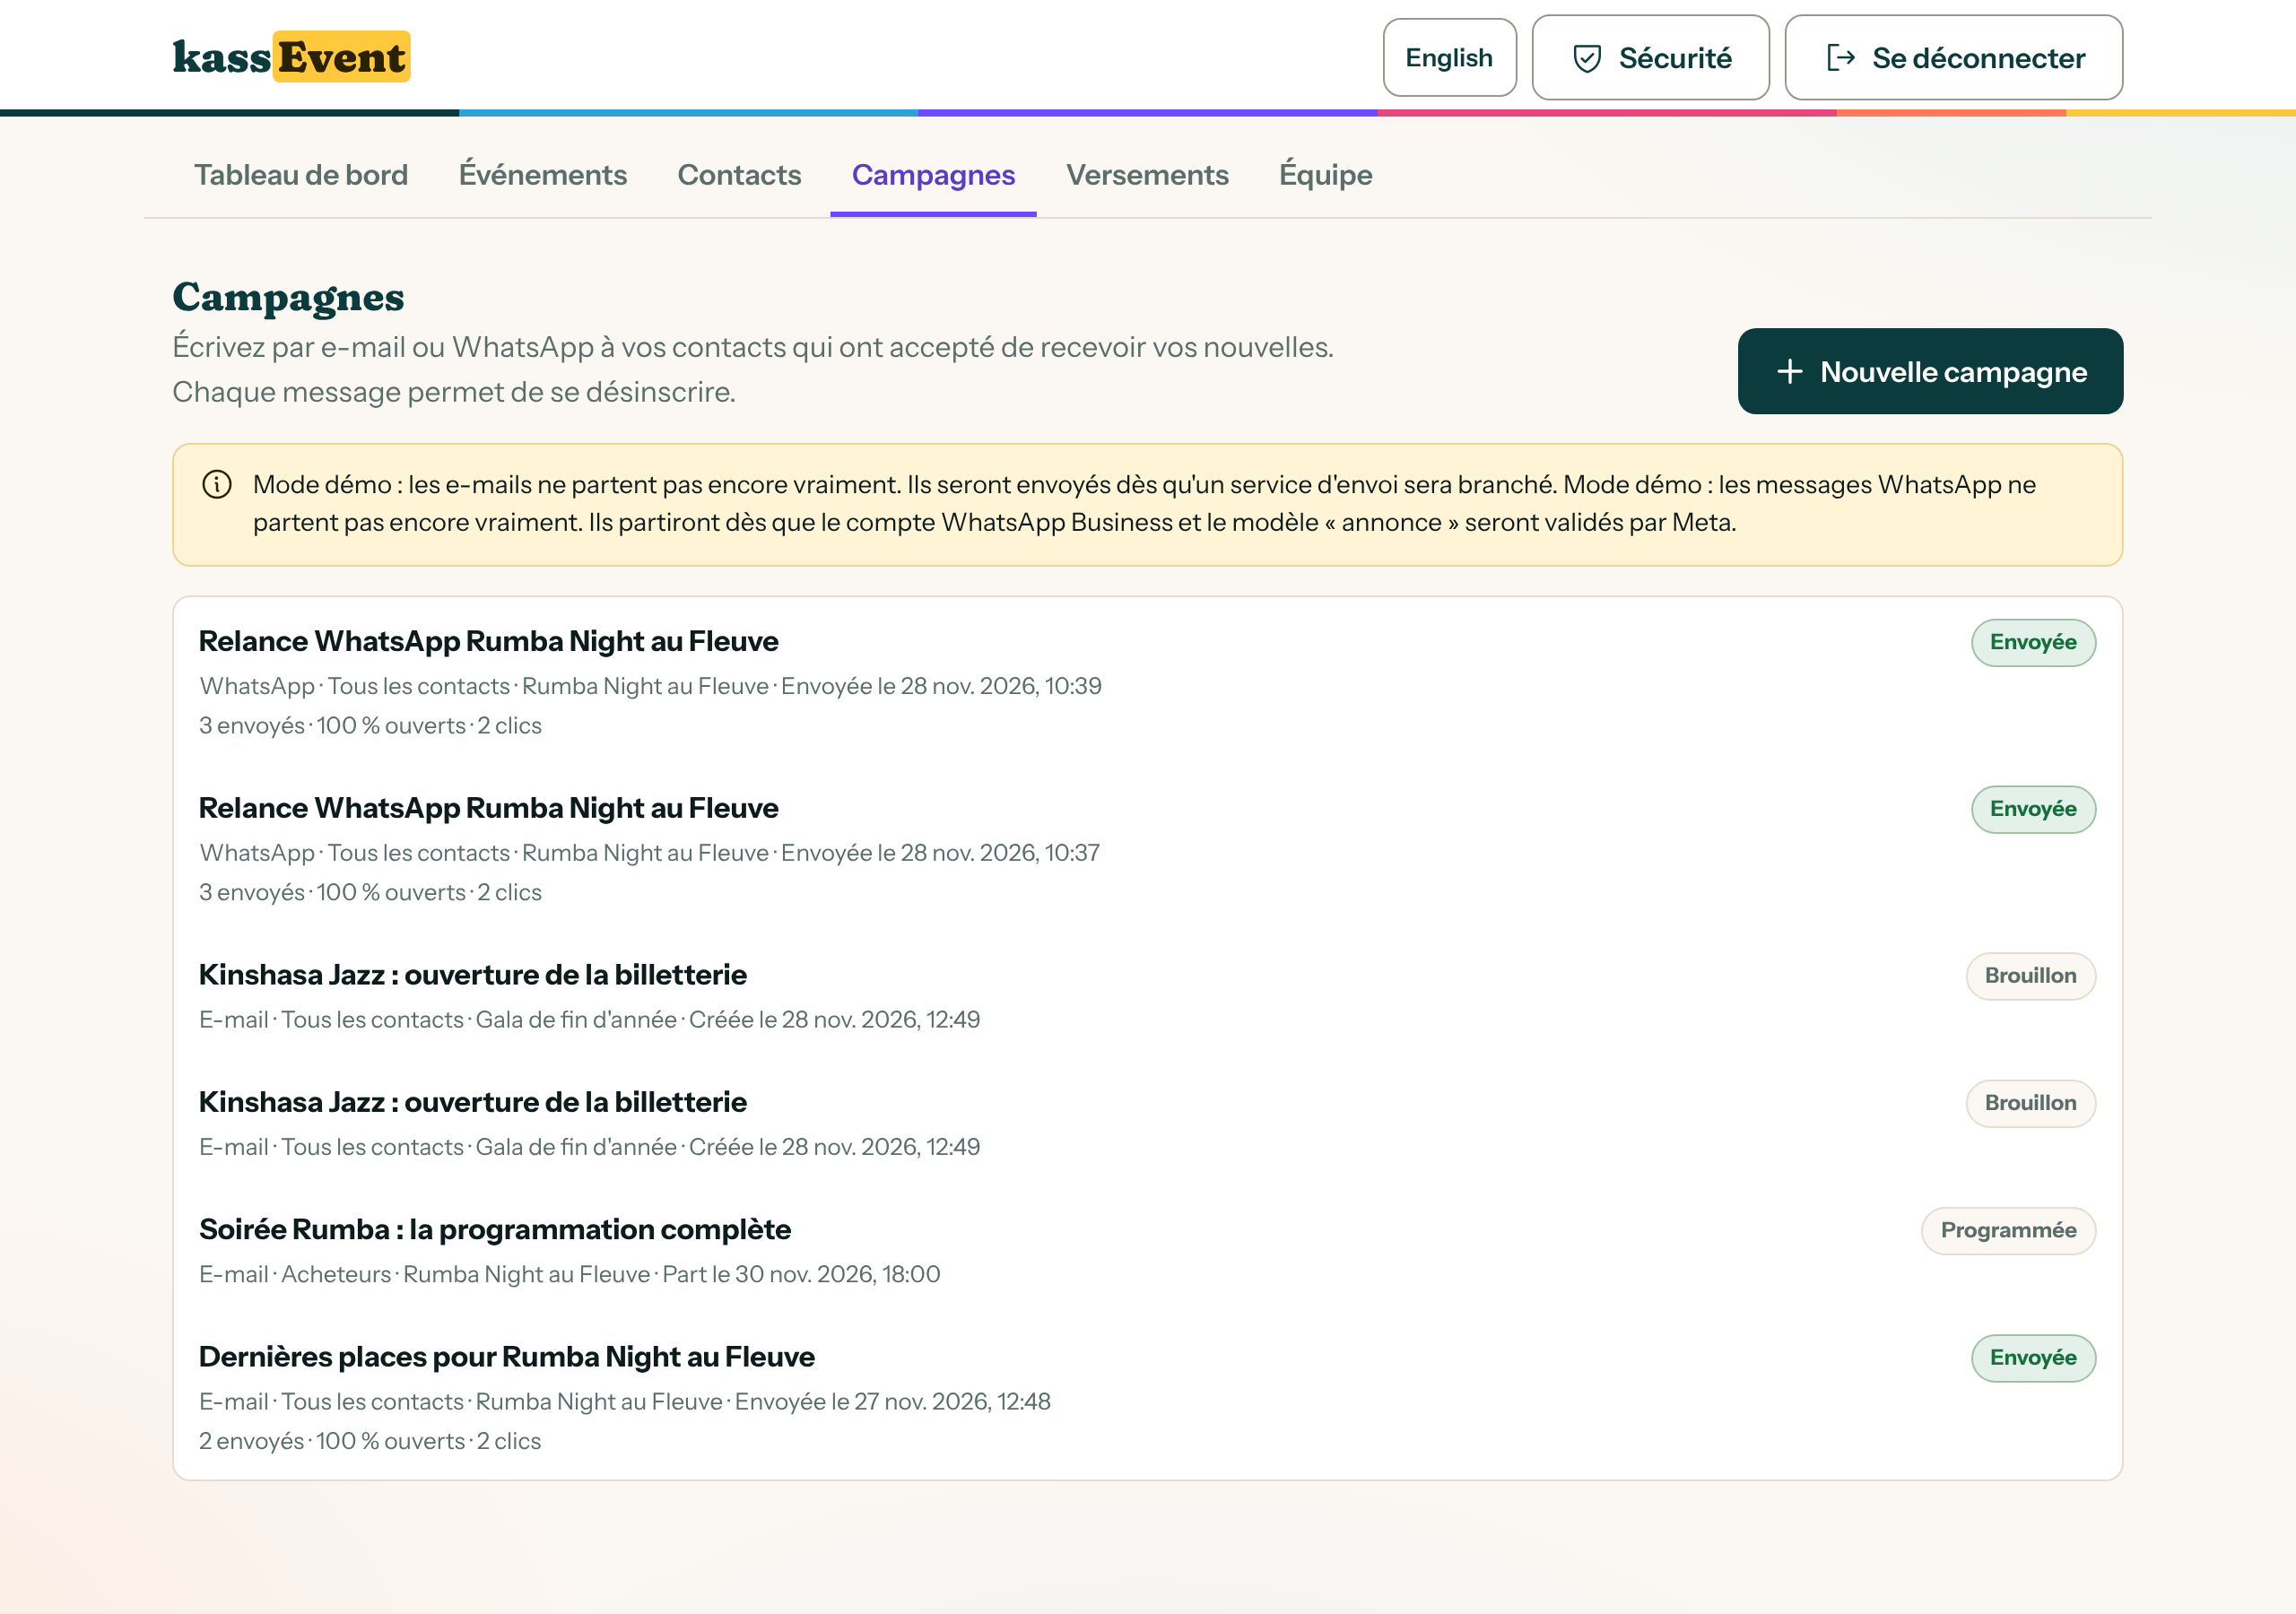 kassEvent
English
Sécurité
Se déconnecter
Tableau de bord
Événements
Contacts
Campagnes
Versements
Équipe
Campagnes
Écrivez par e-mail ou WhatsApp à vos contacts qui ont accepté de recevoir vos nouvelles.
Chaque message permet de se désinscrire.
Nouvelle campagne
Mode démo : les e-mails ne partent pas encore vraiment. Ils seront envoyés dès qu'un service d'envoi sera branché. Mode démo : les messages WhatsApp ne
partent pas encore vraiment. Ils partiront dès que le compte WhatsApp Business et le modèle « annonce » seront validés par Meta.
Relance WhatsApp Rumba Night au Fleuve
Envoyée
WhatsApp · Tous les contacts · Rumba Night au Fleuve · Envoyée le 28 nov. 2026, 10:39
3 envoyés · 100 % ouverts · 2 clics
Relance WhatsApp Rumba Night au Fleuve
Envoyée
WhatsApp · Tous les contacts · Rumba Night au Fleuve · Envoyée le 28 nov. 2026, 10:37
3 envoyés · 100 % ouverts · 2 clics
Kinshasa Jazz : ouverture de la billetterie
Brouillon
E-mail · Tous les contacts · Gala de fin d'année · Créée le 28 nov. 2026, 12:49
Kinshasa Jazz : ouverture de la billetterie
Brouillon
E-mail · Tous les contacts · Gala de fin d'année · Créée le 28 nov. 2026, 12:49
Soirée Rumba : la programmation complète
Programmée
E-mail · Acheteurs · Rumba Night au Fleuve · Part le 30 nov. 2026, 18:00
Dernières places pour Rumba Night au Fleuve
Envoyée
E-mail · Tous les contacts · Rumba Night au Fleuve · Envoyée le 27 nov. 2026, 12:48
2 envoyés · 100 % ouverts · 2 clics